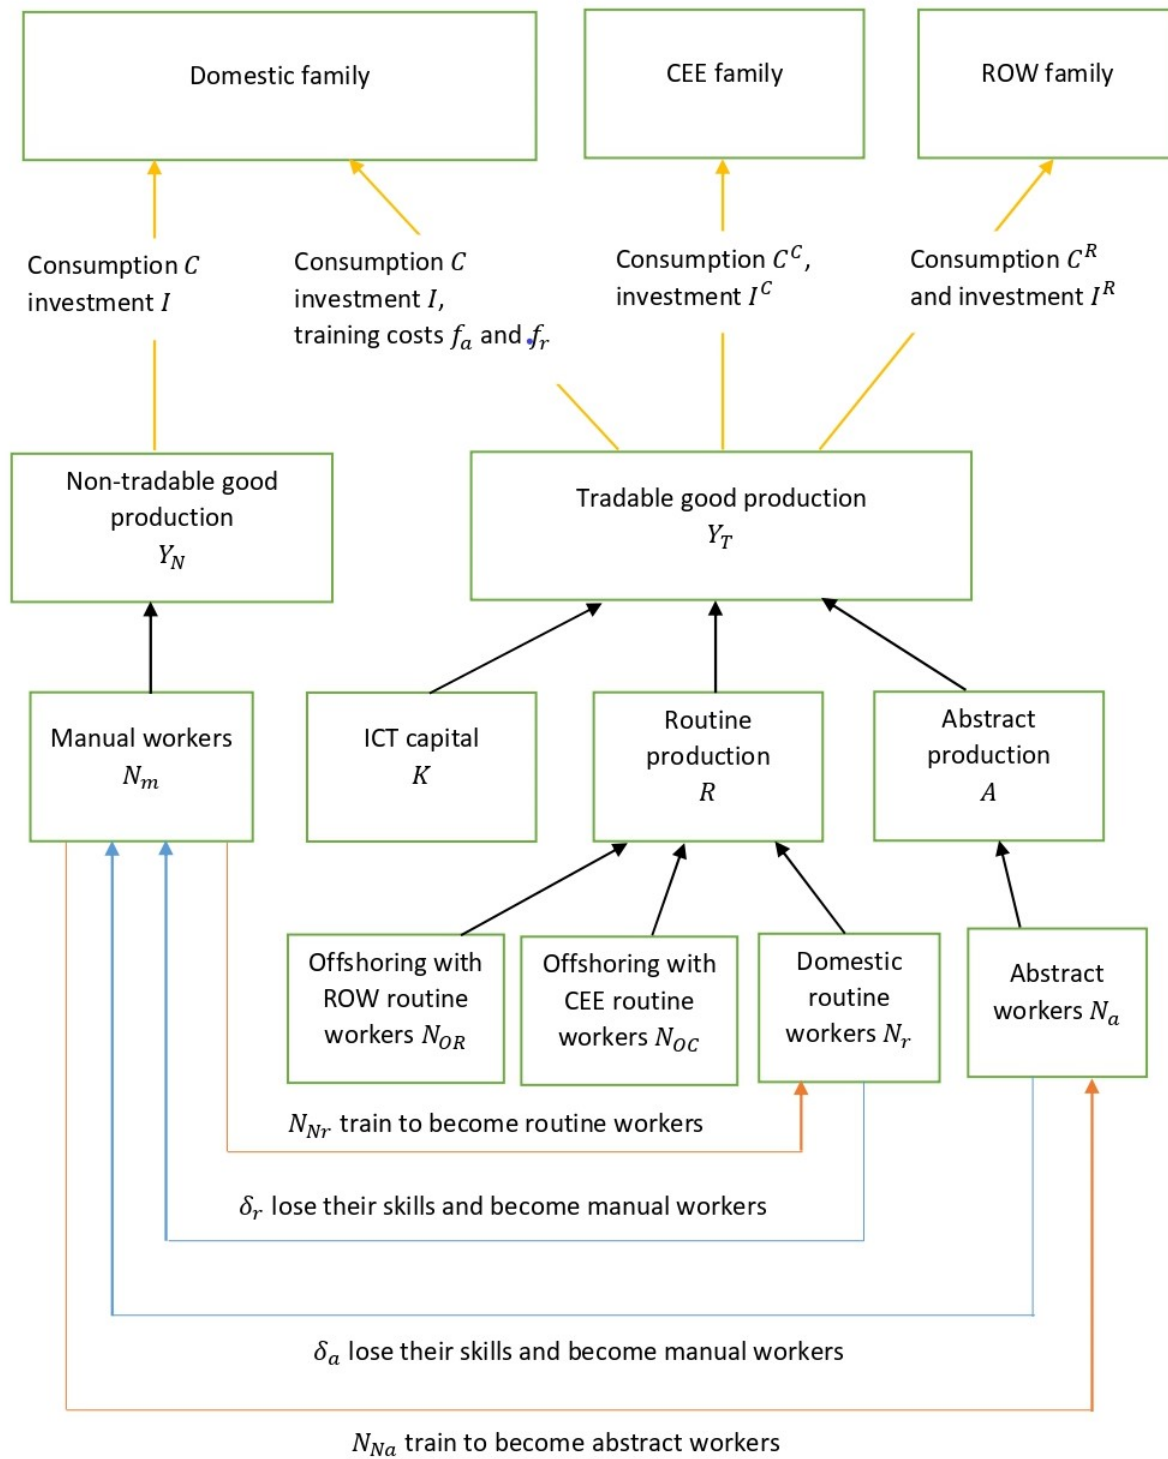 Domestic family
CEE family
ROW family
Consumption C
investment I
Consumption C
investment I,
training costs f_a and f_r
Consumption C^C,
investment I^C
Consumption C^R
and investment I^R
Non-tradable good
production
Y_N
Tradable good production
Y_T
Manual workers
N_m
ICT capital
K
Routine
production
R
Abstract
production
A
Offshoring with
ROW routine
workers N_OR
Offshoring with
CEE routine
workers N_OC
Domestic
routine
workers N_r
Abstract
workers N_a
N_Nr train to become routine workers
δ_r lose their skills and become manual workers
δ_a lose their skills and become manual workers
N_Na train to become abstract workers